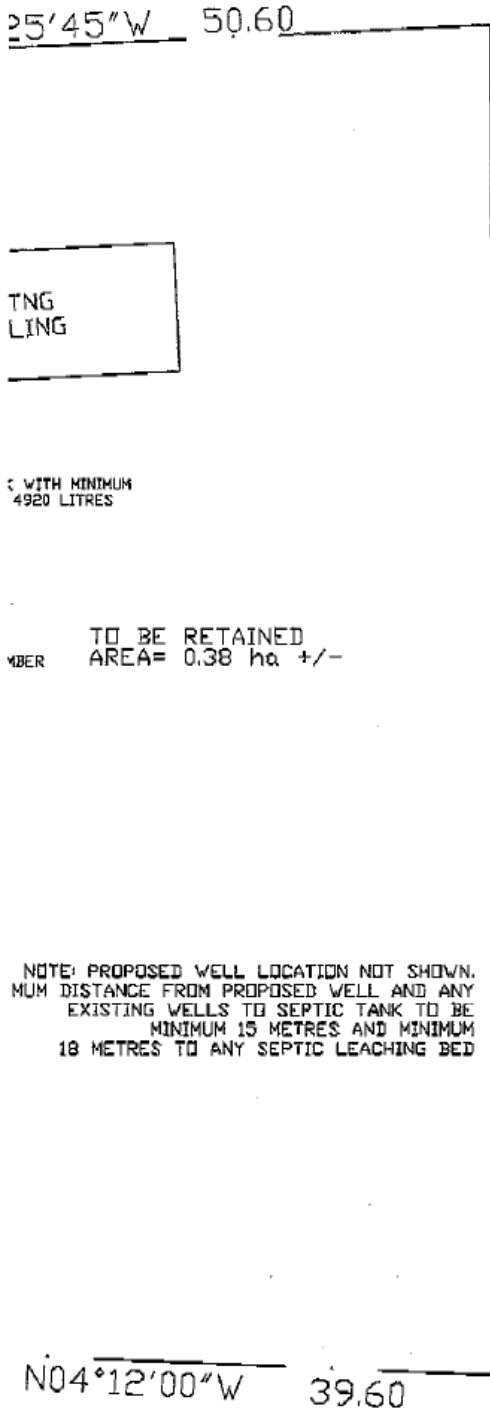 25'45"W 50.60
TNG
LING
WITH MINIMUM
4920 LITRES
TO BE RETAINED
MBER AREA= 0.38 ha +/-
NOTE: PROPOSED WELL LOCATION NOT SHOWN.
MUM DISTANCE FROM PROPOSED WELL AND ANY
EXISTING WELLS TO SEPTIC TANK TO BE
MINIMUM 15 METRES AND MINIMUM
18 METRES TO ANY SEPTIC LEACHING BED
N04°12'00"W 39.60